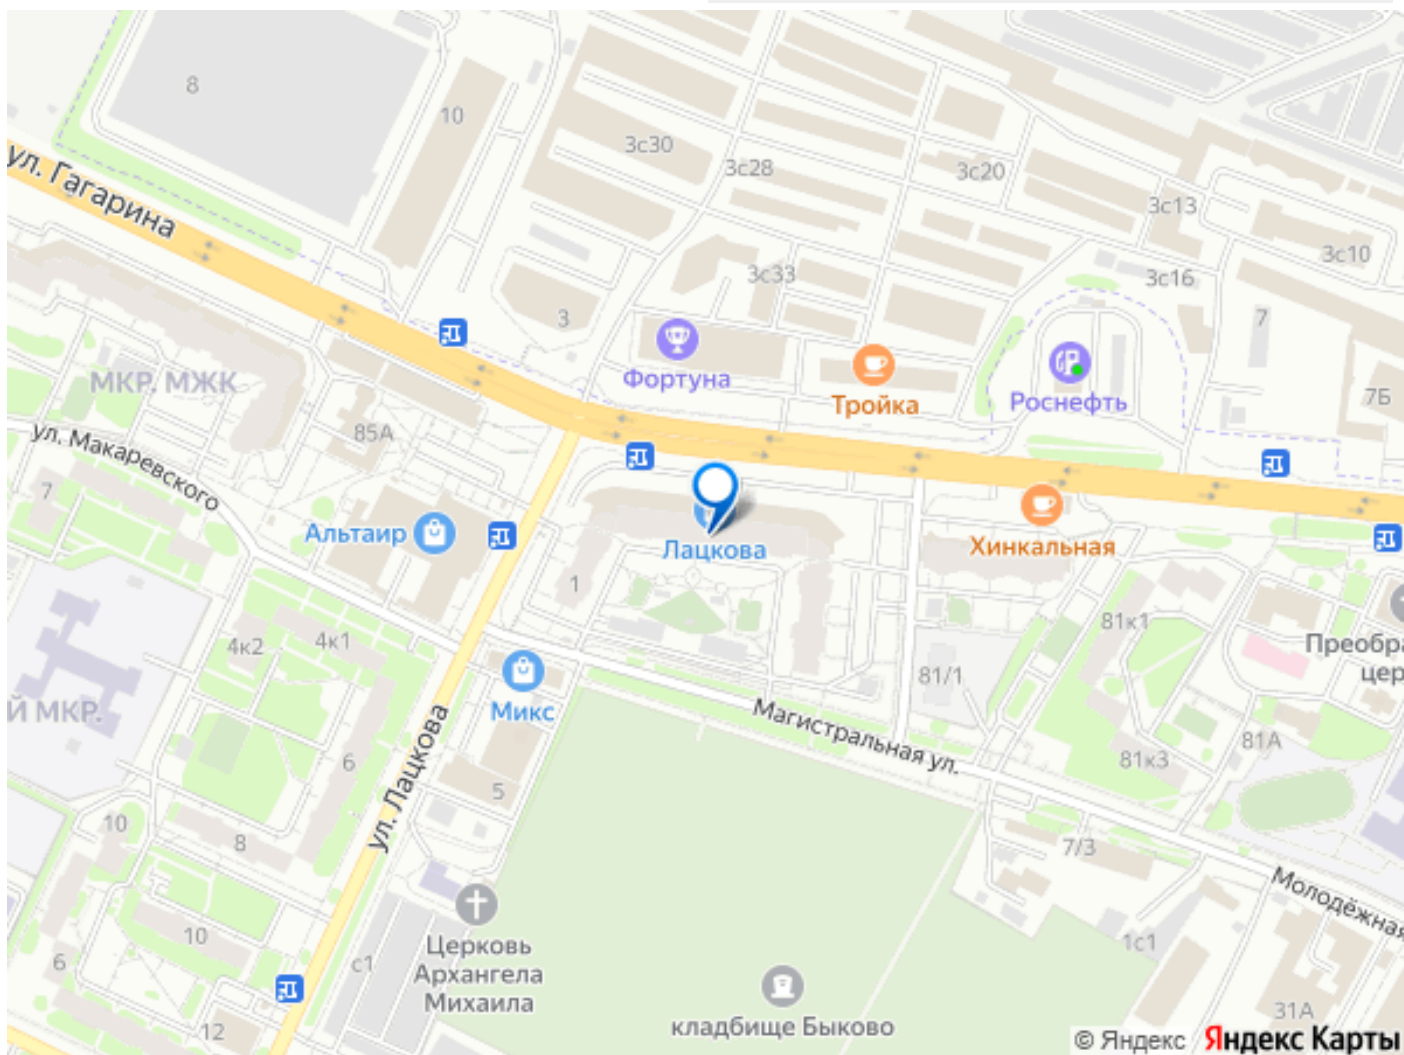 8
10
3с30
3с28
3с20
3с13
3с10
ул. Гагарина
3с33
3с16
3
7
Фортуна
Тройка
Роснефть
7Б
МКР. МЖК
85А
ул. Макаревского
7
Альтаир
Лацкова
Хинкальная
1
81к1
4к2
4к1
81/1
Преобра
цер
Микс
Й МКР.
Магистральная ул.
81А
81к3
6
ул. Лацкова
5
10
8
7/3
Молодёжная
10
6
с1
Церковь
Архангела
Михаила
1с1
кладбище Быково
31А
12
© Яндекс Яндекс Карты